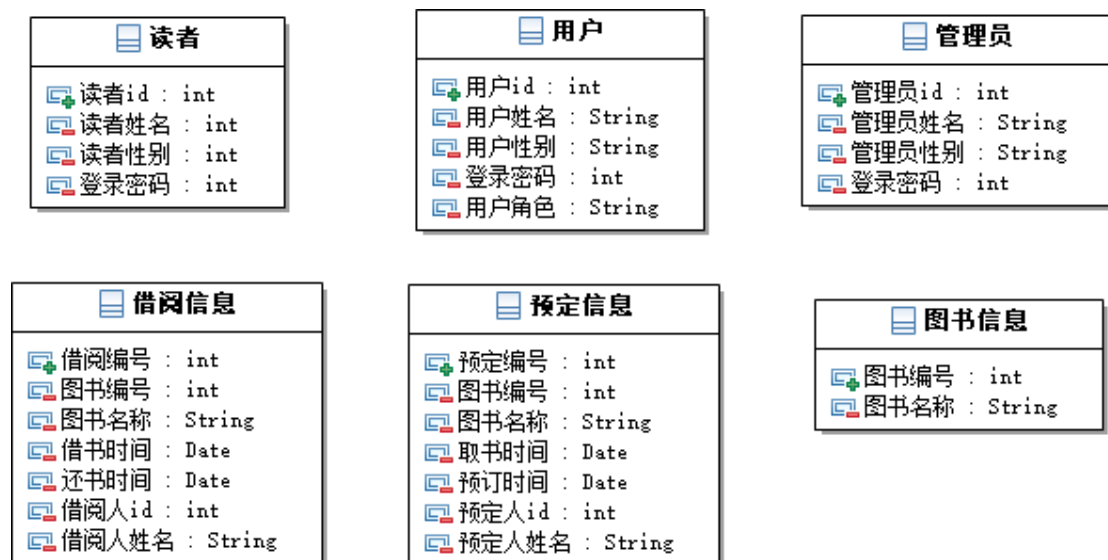 读者
读者id : int
读者姓名 : int
读者性别 : int
登录密码 : int
用户
用户id : int
用户姓名 : String
用户性别 : String
登录密码 : int
用户角色 : String
管理员
管理员id : int
管理员姓名 : String
管理员性别 : String
登录密码 : int
借阅信息
借阅编号 : int
图书编号 : int
图书名称 : String
借书时间 : Date
还书时间 : Date
借阅人id : int
借阅人姓名 : String
预定信息
预定编号 : int
图书编号 : int
图书名称 : String
取书时间 : Date
预订时间 : Date
预定人id : int
预定人姓名 : String
图书信息
图书编号 : int
图书名称 : String